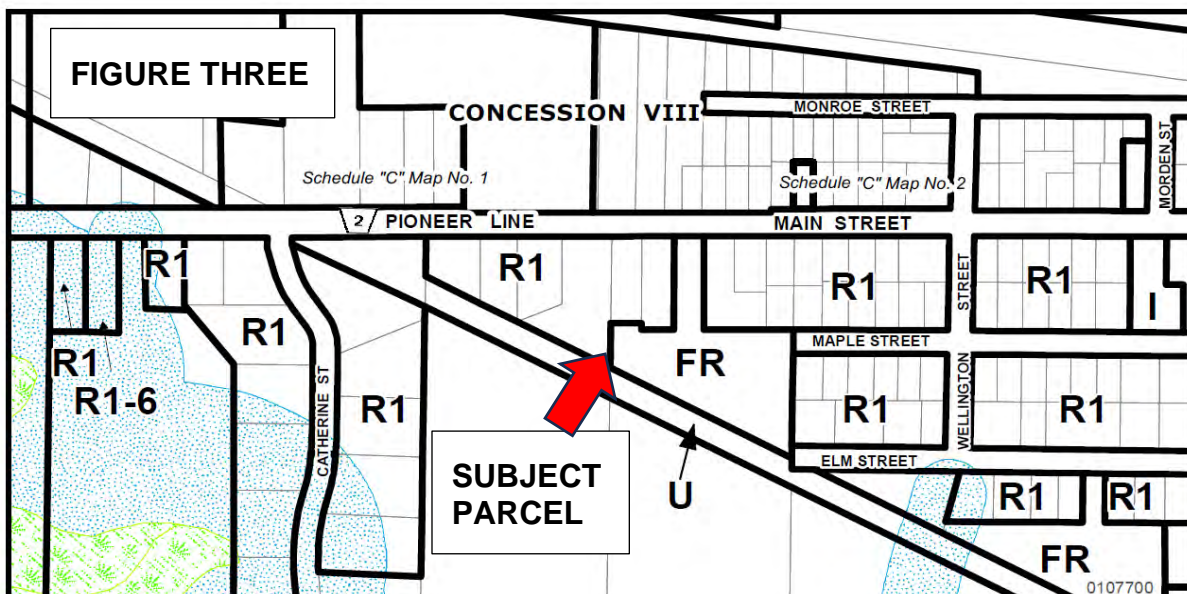 FIGURE THREE
CONCESSION VIII
MONROE STREET
MORDEN ST
Schedule "C" Map No. 1
Schedule "C" Map No. 2
2
PIONEER LINE
MAIN STREET
R1
R1
R1
R1
I
STREET
R1
MAPLE STREET
R1
R1-6
FR
CATHERINE ST
R1
R1
R1
WELLINGTON
SUBJECT
PARCEL
ELM STREET
U
R1
R1
FR
0107700